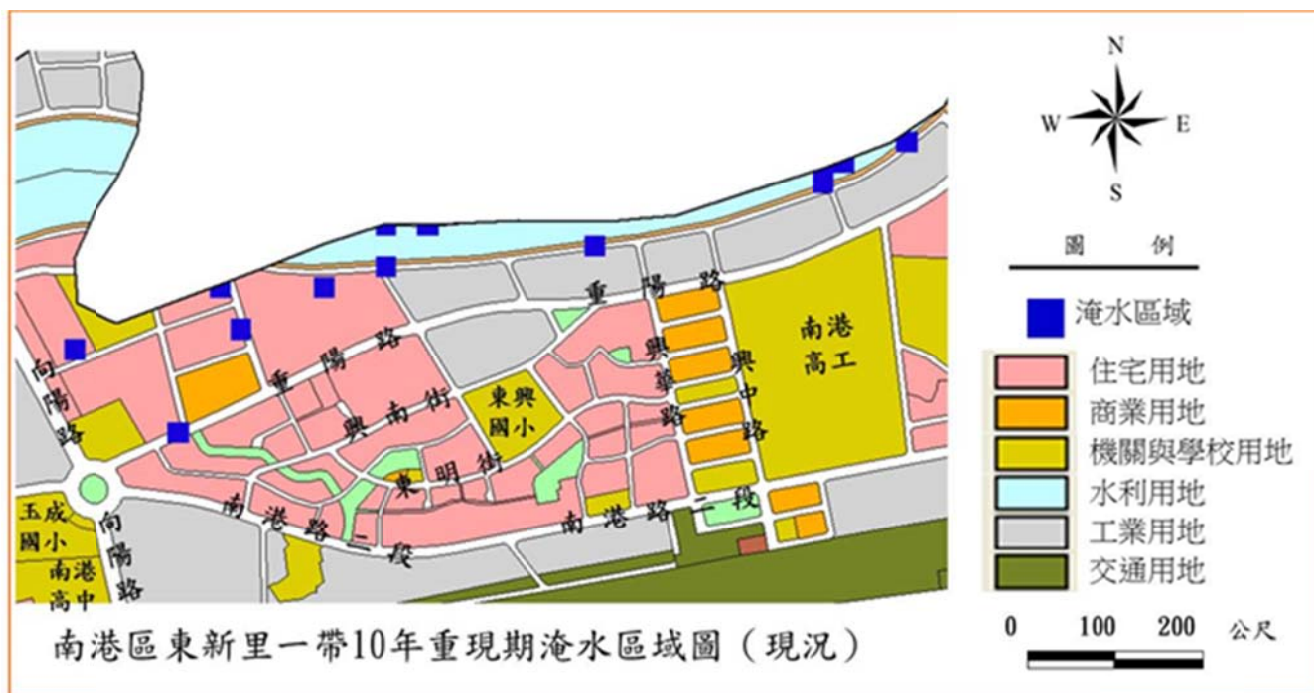 N
W E
S
圖 例
淹水區域
住宅用地
商業用地
機關與學校用地
水利用地
工業用地
交通用地
0 100 200 公尺
重陽路
南港
高工
向陽路
重陽路
興華路
興中路
興南街
東興
國小
東明街
南港路二段
南港路二段
玉成
國小
向陽路
南港
高中
南港區東新里一帶10年重現期淹水區域圖（現況）